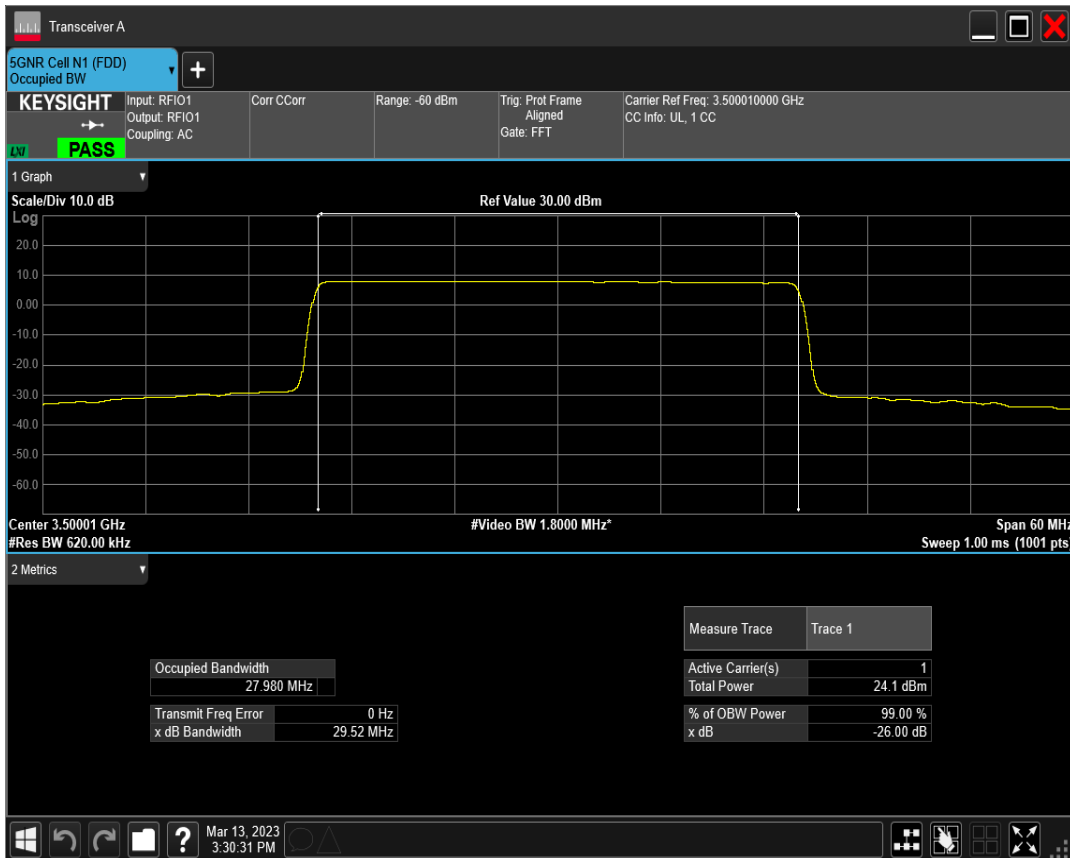 Transceiver A
5GNR Cell N1 (FDD)
Occupied BW
KEYSIGHT
LXI
PASS
Input: RFIO1
Output: RFIO1
Coupling: AC
Corr CCorr
Range: -60 dBm
Trig: Prot Frame
Aligned
Gate: FFT
Carrier Ref Freq: 3.500010000 GHz
CC Info: UL, 1 CC
1 Graph
Scale/Div 10.0 dB
Ref Value 30.00 dBm
Log
20.0
10.0
0.00
-10.0
-20.0
-30.0
-40.0
-50.0
-60.0
Center 3.50001 GHz
#Video BW 1.8000 MHz*
Span 60 MHz
#Res BW 620.00 kHz
Sweep 1.00 ms (1001 pts)
2 Metrics
Measure Trace Trace 1
Occupied Bandwidth
27.980 MHz
Active Carrier(s) 1
Total Power 24.1 dBm
Transmit Freq Error 0 Hz
x dB Bandwidth 29.52 MHz
% of OBW Power 99.00 %
x dB -26.00 dB
?
Mar 13, 2023
3:30:31 PM